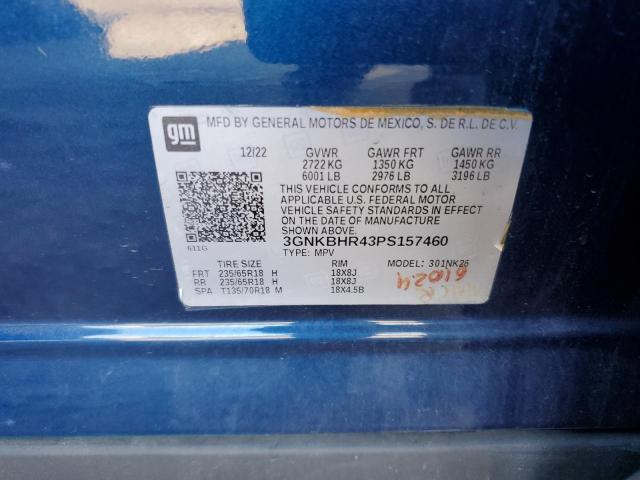 gm MFD BY GENERAL MOTORS DE MEXICO, S. DE R.L. DE C.V.
12/22 GVWR GAWR FRT GAWR RR
2722 KG 1350 KG 1450 KG
6001 LB 2976 LB 3196 LB
THIS VEHICLE CONFORMS TO ALL
APPLICABLE U.S. FEDERAL MOTOR
VEHICLE SAFETY STANDARDS IN EFFECT
ON THE DATE OF MANUFACTURE
SHOWN ABOVE.
611G 3GNKBHR43PS157460
TYPE: MPV MODEL: 301NK26
TIRE SIZE RIM
FRT 235/65R18 H 18X8J
RR 235/65R18 H 18X8J
SPA T135/70R18 M 18X4.5B
61024